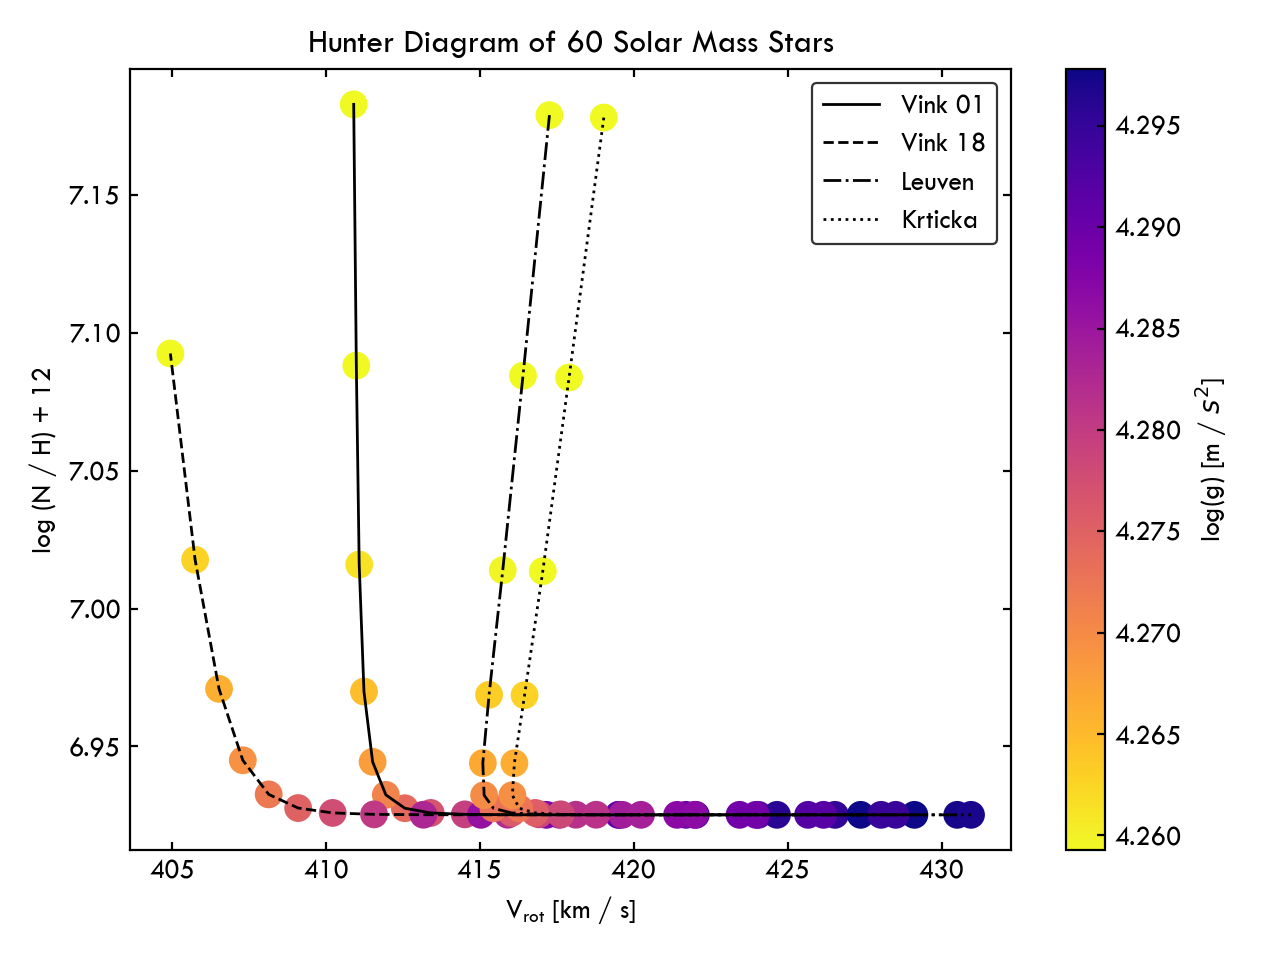 Hunter Diagram of 60 Solar Mass Stars
Vink 01
Vink 18
Leuven
Krticka
7.15
7.10
7.05
7.00
6.95
log (N / H) + 12
405
410
415
420
425
430
V_rot [km / s]
4.295
4.290
4.285
4.280
4.275
4.270
4.265
4.260
log(g) [m / s²]